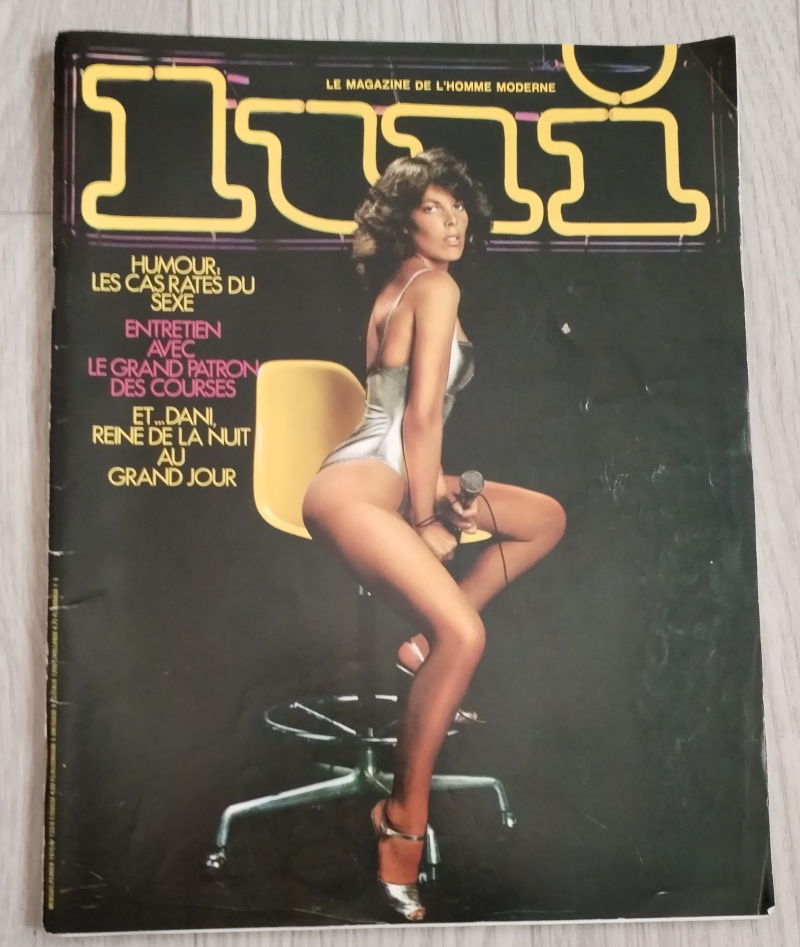 lui
LE MAGAZINE DE L'HOMME MODERNE
HUMOUR,
LES CAS RATES DU
SEXE
ENTRETIEN
AVEC
LE GRAND PATRON
DES COURSES
ET...DANI,
REINE DE LA NUIT
AU
GRAND JOUR